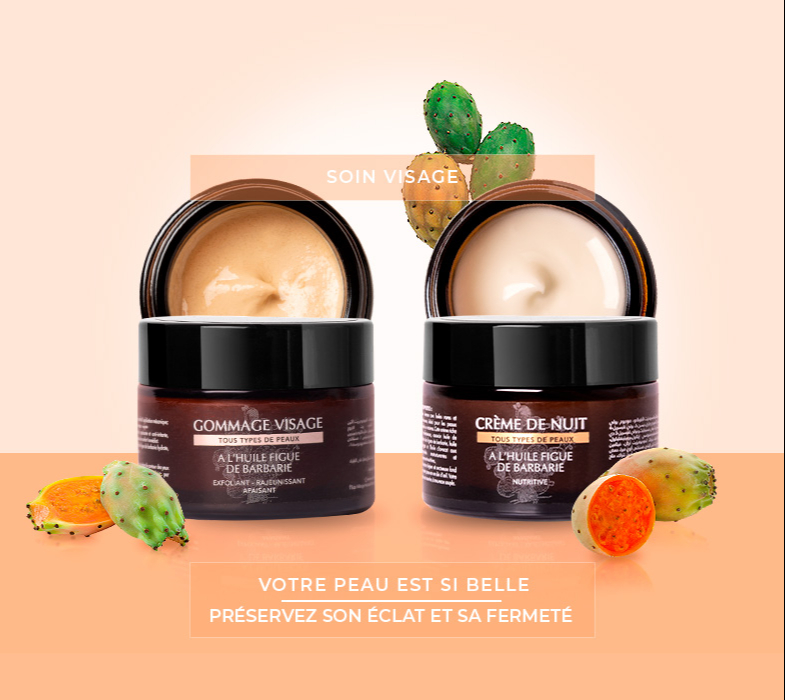 SOIN VISAGE
GOMMAGE VISAGE
TOUS TYPES DE PEAUX
A L'HUILE FIGUE
DE BARBARIE
EXFOLIANT - RAJEUNISSANT
APAISANT
CRÈME DE NUIT
TOUS TYPES DE PEAUX
A L'HUILE FIGUE
DE BARBARIE
NUTRITIVE
VOTRE PEAU EST SI BELLE
PRÉSERVEZ SON ÉCLAT ET SA FERMETÉ